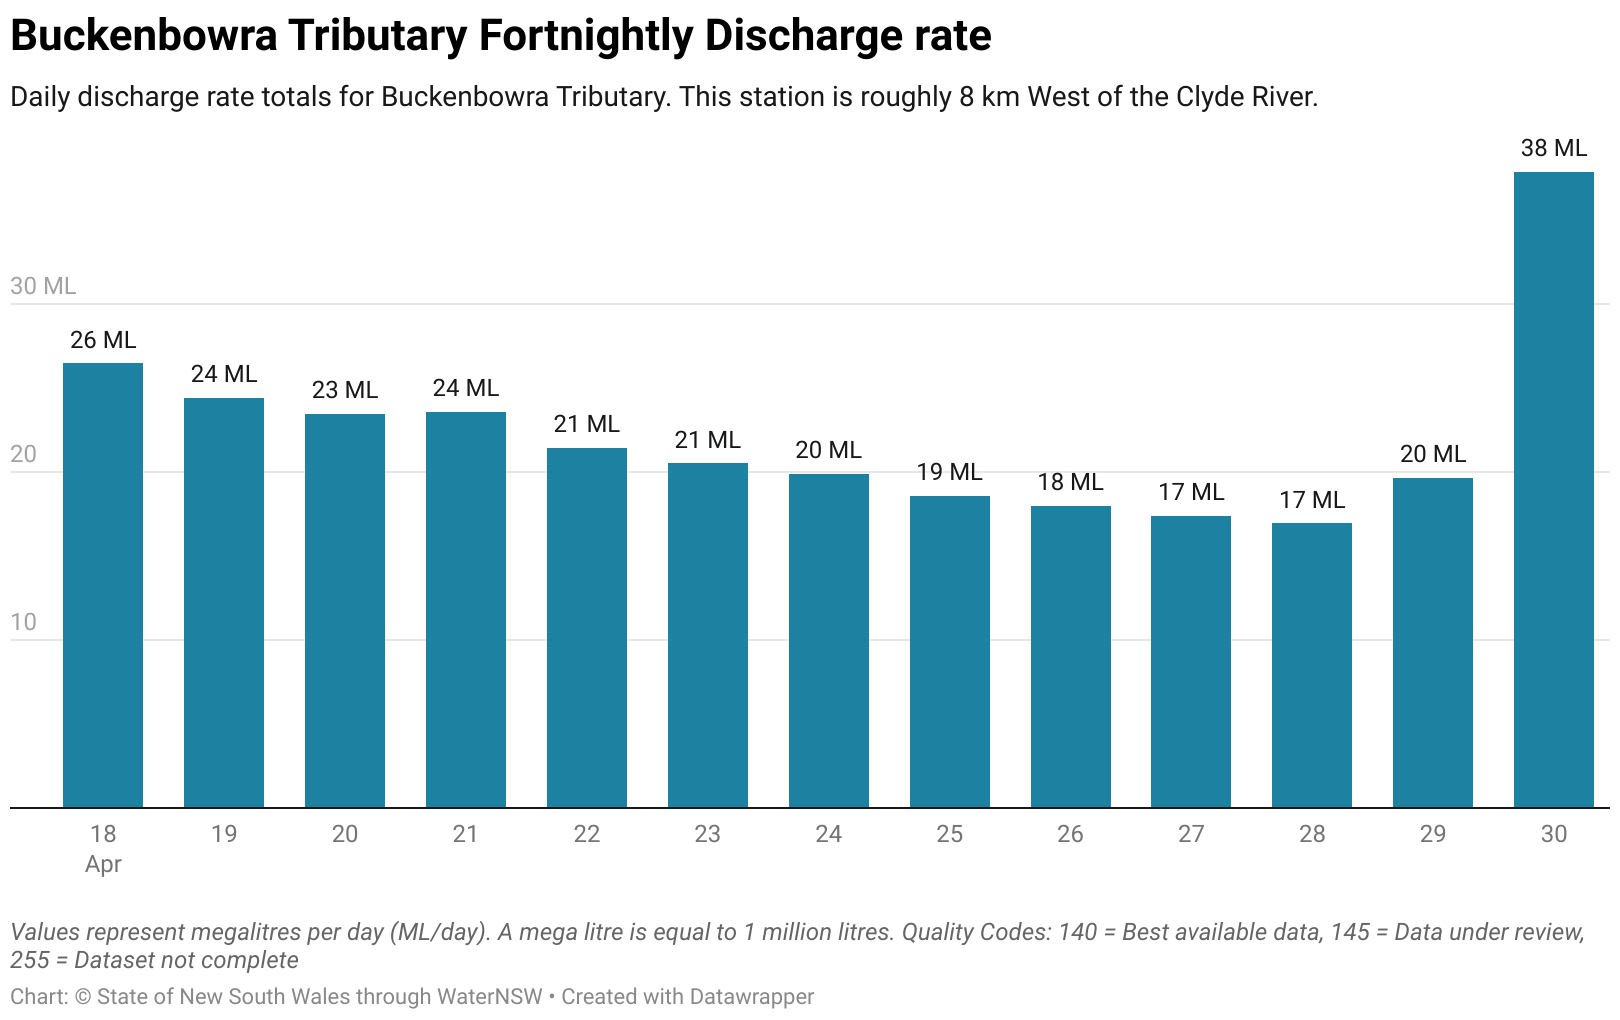 Buckenbowra Tributary Fortnightly Discharge rate
Daily discharge rate totals for Buckenbowra Tributary. This station is roughly 8 km West of the Clyde River.
38 ML
30 ML
26 ML
24 ML
23 ML
24 ML
21 ML
21 ML
20 ML
19 ML
18 ML
17 ML
17 ML
20 ML
20
10
18 19 20 21 22 23 24 25 26 27 28 29 30
Apr
Values represent megalitres per day (ML/day). A mega litre is equal to 1 million litres. Quality Codes: 140 = Best available data, 145 = Data under review,
255 = Dataset not complete
Chart: © State of New South Wales through WaterNSW • Created with Datawrapper